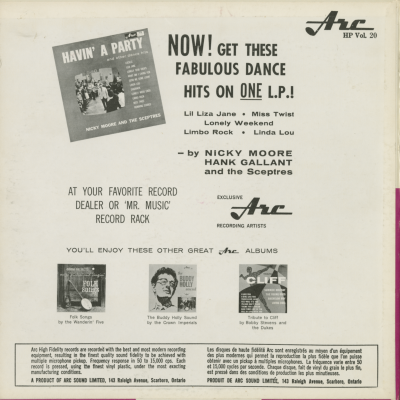 Arc
HP Vol. 20
HAVIN' A PARTY
NICKY MOORE AND THE SCEPTRES
NOW! GET THESE
FABULOUS DANCE
HITS ON ONE L.P.!
Lil Liza Jane • Miss Twist
Lonely Weekend
Limbo Rock • Linda Lou
– by NICKY MOORE
HANK GALLANT
and the Sceptres
AT YOUR FAVORITE RECORD
DEALER OR 'MR. MUSIC'
RECORD RACK
EXCLUSIVE
Arc
RECORDING ARTISTS
YOU'LL ENJOY THESE OTHER GREAT Arc ALBUMS
FOLK
BUDDY
HOLLY
CLIFF
Folk Songs
by the Wanderin' Five
The Buddy Holly Sound
by the Crown Imperials
Tribute to Cliff
by Bobby Stevens and
the Dukes
Arc High Fidelity records are recorded with the best and most modern recording
equipment, resulting in the finest quality sound fidelity to be achieved with
multiple microphone pickup. Frequency response is 50 to 15,000 cps. Each
record is pressed, using the finest vinyl plastic, under the most exacting
manufacturing conditions.
A PRODUCT OF ARC SOUND LIMITED, 143 Raleigh Avenue, Scarboro, Ontario
Les disques de haute fidélité Arc sont enregistrés au moyen d'un équipement
des plus modernes qui permet la reproduction la plus fidèle que l'on puisse
obtenir avec un pickup à multiples microphones. La fréquence varie entre 50
et 15,000 cycles par secondes. Chaque disque, fait de vinyl du grain le plus fin,
est pressé dans des conditions de production les plus minutieuses.
PRODUIT DE ARC SOUND LIMITÉE, 143 Raleigh Avenue, Scarboro, Ontario